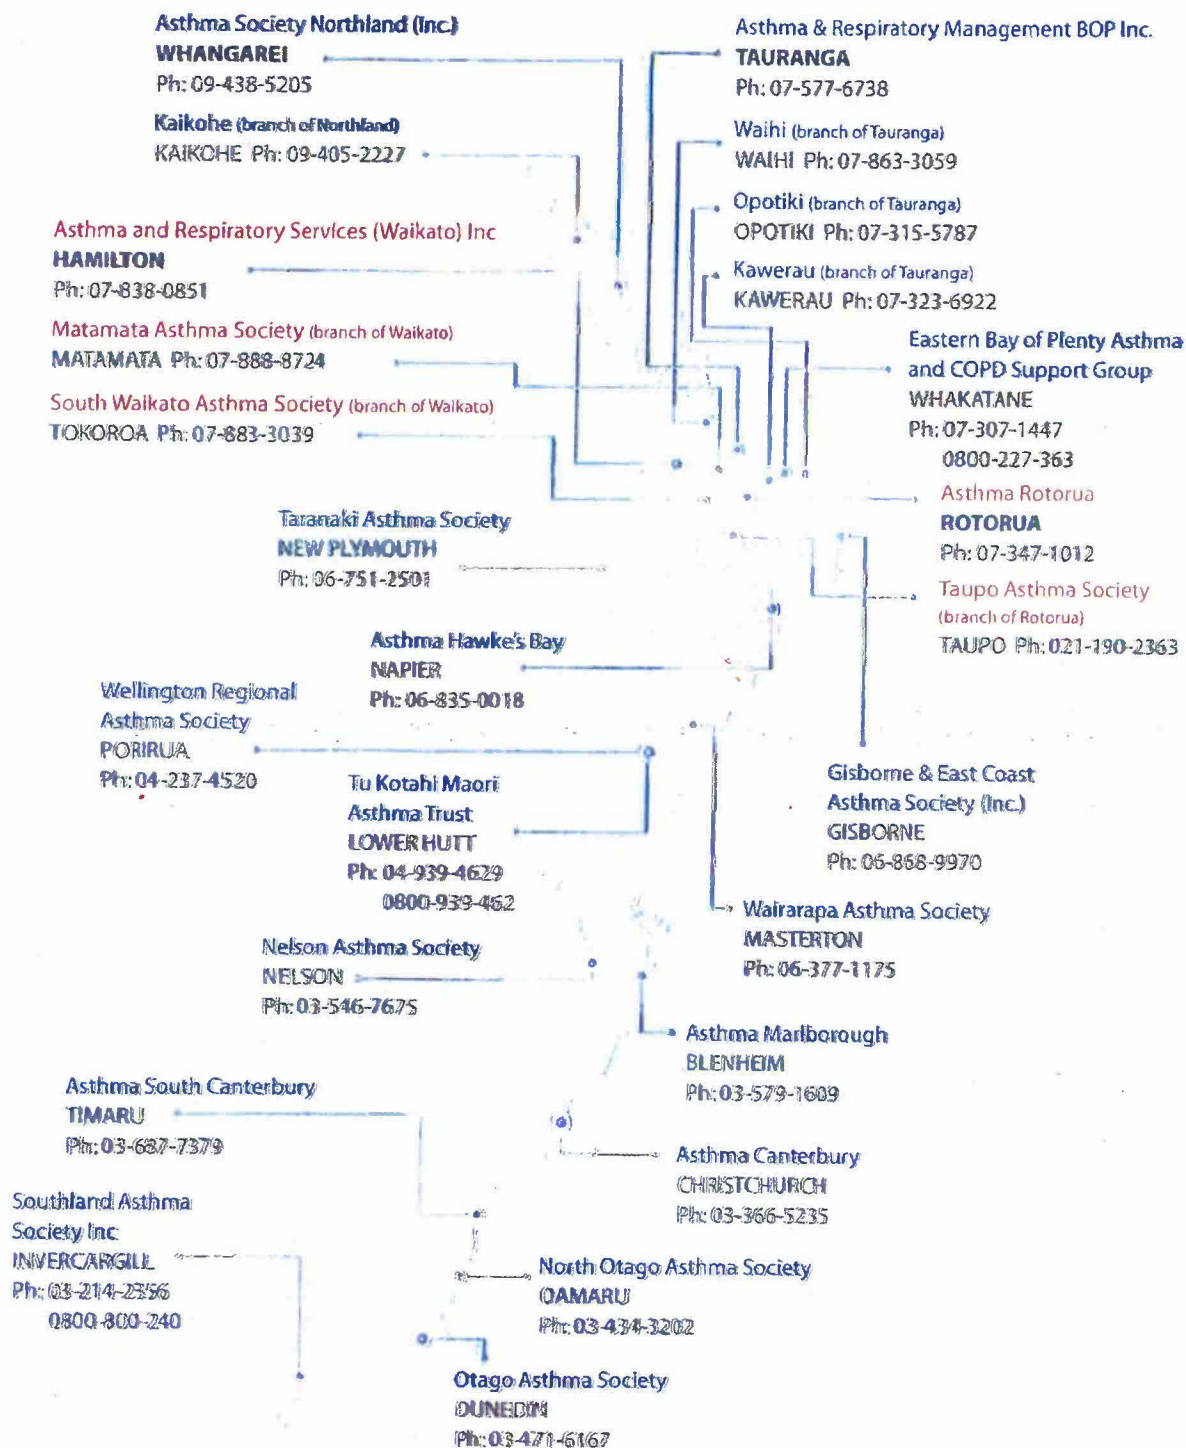 Asthma Society Northland (Inc.)
WHANGAREI
Ph: 09-438-5205
Kaikohe (branch of Northland)
KAIKOHE Ph: 09-405-2227
Asthma and Respiratory Services (Waikato) Inc
HAMILTON
Ph: 07-838-0851
Matamata Asthma Society (branch of Waikato)
MATAMATA Ph: 07-888-8724
South Waikato Asthma Society (branch of Waikato)
TOKOROA Ph: 07-883-3039
Asthma & Respiratory Management BOP Inc.
TAURANGA
Ph: 07-577-6738
Waihi (branch of Tauranga)
WAIHI Ph: 07-863-3059
Opotiki (branch of Tauranga)
OPOTIKI Ph: 07-315-5787
Kawerau (branch of Tauranga)
KAWERAU Ph: 07-323-6922
Eastern Bay of Plenty Asthma
and COPD Support Group
WHAKATANE
Ph: 07-307-1447
0800-227-363
Asthma Rotorua
ROTORUA
Ph: 07-347-1012
Taupo Asthma Society
(branch of Rotorua)
TAUPO Ph: 021-190-2363
Taranaki Asthma Society
NEW PLYMOUTH
Ph: 06-751-2501
Asthma Hawke's Bay
NAPIER
Ph: 06-835-0018
Wellington Regional
Asthma Society
PORIRUA
Ph: 04-237-4520
Tu Kotahi Maori
Asthma Trust
LOWER HUTT
Ph: 04-939-4629
0800-939-462
Gisborne & East Coast
Asthma Society (Inc.)
GISBORNE
Ph: 06-868-9970
Wairarapa Asthma Society
MASTERTON
Ph: 06-377-1175
Nelson Asthma Society
NELSON
Ph: 03-546-7675
Asthma Marlborough
BLENHEIM
Ph: 03-579-1609
Asthma South Canterbury
TIMARU
Ph: 03-687-7379
Asthma Canterbury
CHRISTCHURCH
Ph: 03-366-5235
Southland Asthma
Society Inc
INVERCARGILL
Ph: 03-214-2356
0800-800-240
North Otago Asthma Society
OAMARU
Ph: 03-434-3202
Otago Asthma Society
DUNEDIN
Ph: 03-471-6167